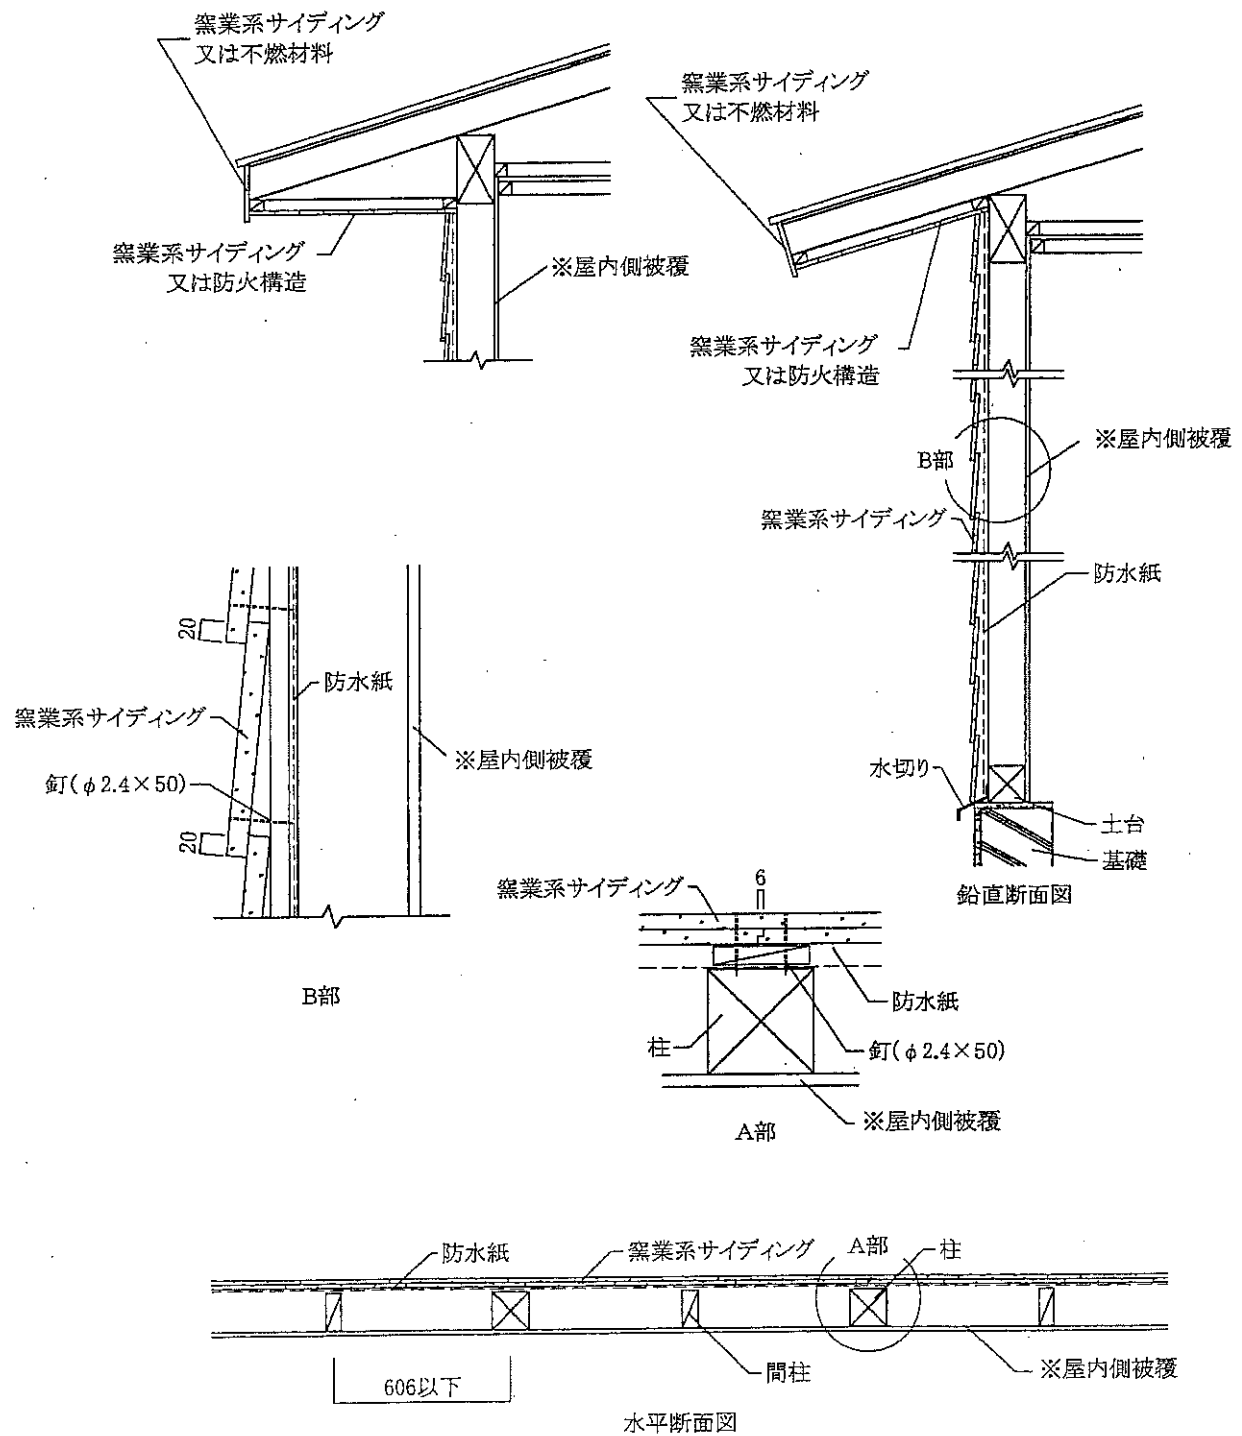 窯業系サイディング
又は不燃材料
窯業系サイディング
又は防火構造
※屋内側被覆
窯業系サイディング
又は不燃材料
窯業系サイディング
又は防火構造
B部
※屋内側被覆
窯業系サイディング
防水紙
水切り
土台
基礎
鉛直断面図
20
防水紙
窯業系サイディング
※屋内側被覆
釘(φ2.4×50)
20
B部
窯業系サイディング
6
防水紙
柱
釘(φ2.4×50)
※屋内側被覆
A部
防水紙
窯業系サイディング
A部
柱
606以下
間柱
※屋内側被覆
水平断面図